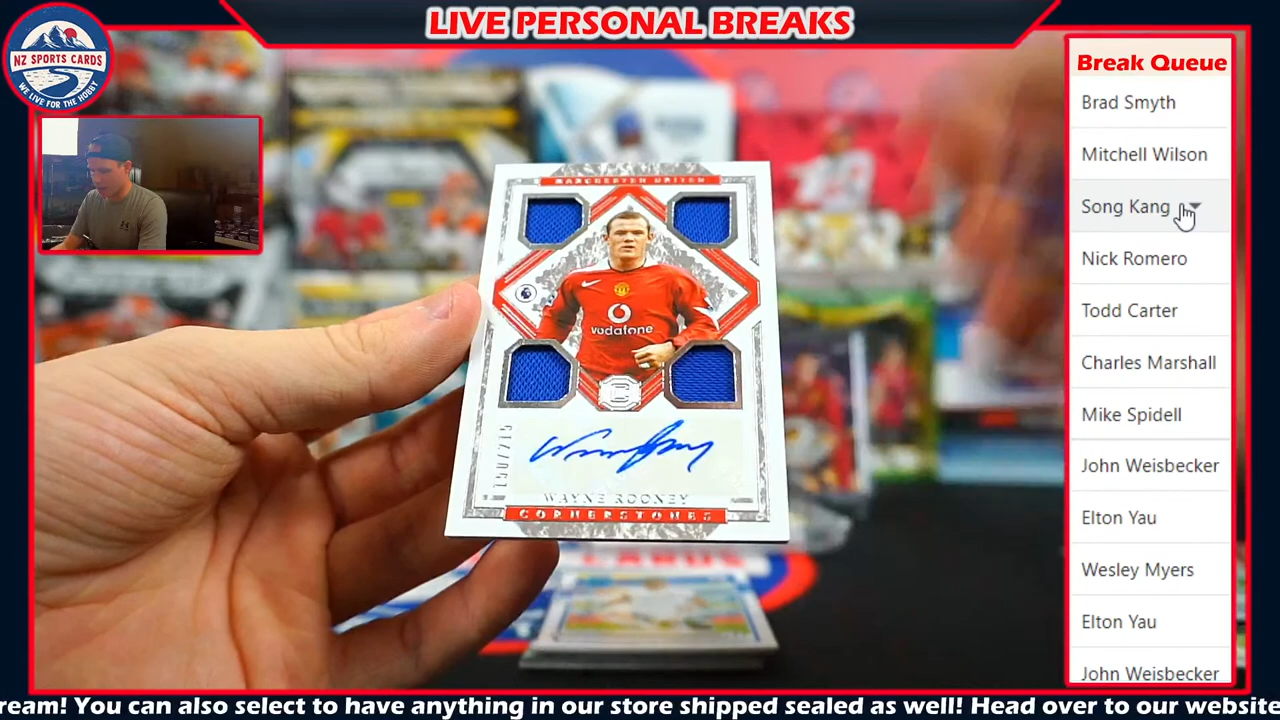 LIVE PERSONAL BREAKS
NZ SPORTS CARDS
WE LIVE FOR THE HOBBY
Break Queue
Brad Smyth
Mitchell Wilson
Song Kang
Nick Romero
Todd Carter
Charles Marshall
Mike Spidell
John Weisbecker
Elton Yau
Wesley Myers
Elton Yau
John Weisbecker
MANCHESTER UNITED
vodafone
WAYNE ROONEY
CORNERSTONES
CARDS
ream! You can also select to have anything in our store shipped sealed as well! Head over to our website